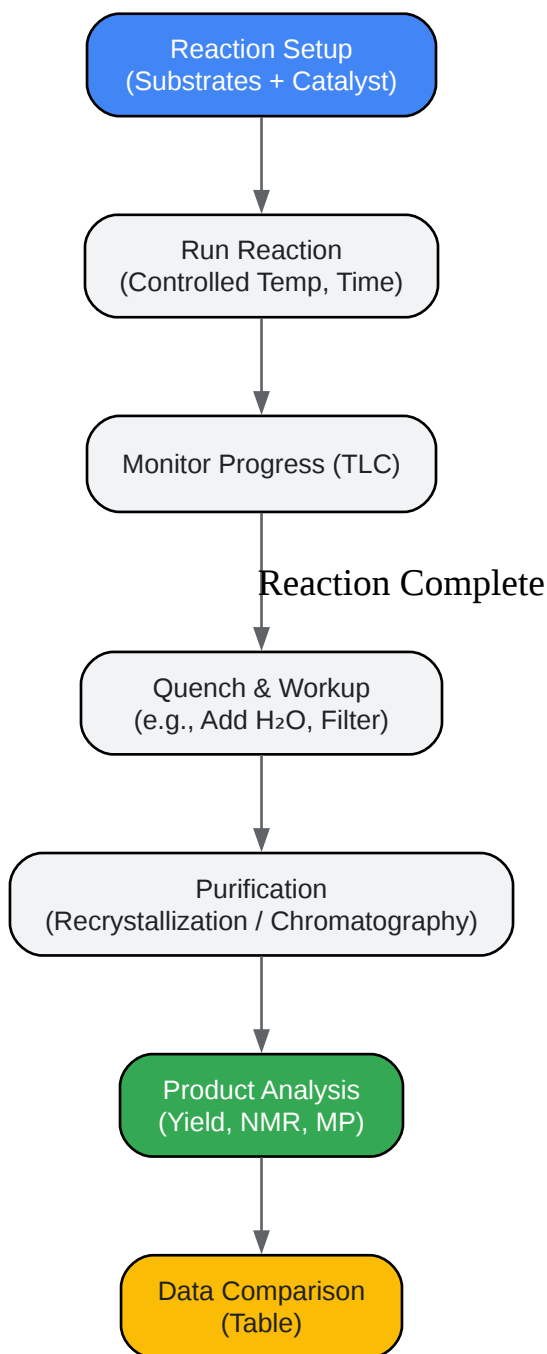 Reaction Setup
(Substrates + Catalyst)
Run Reaction
(Controlled Temp, Time)
Monitor Progress (TLC)
Reaction Complete
Quench & Workup
(e.g., Add H₂O, Filter)
Purification
(Recrystallization / Chromatography)
Product Analysis
(Yield, NMR, MP)
Data Comparison
(Table)